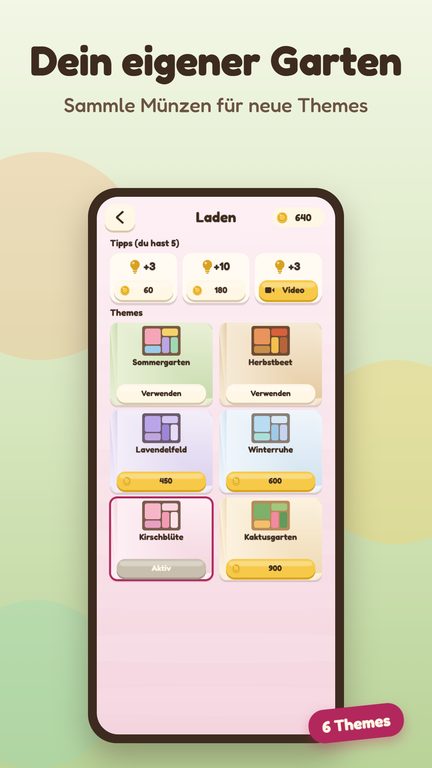 Dein eigener Garten
Sammle Münzen für neue Themes
Laden
640
Tipps (du hast 5)
+3
+10
+3
60
180
Video
Themes
Sommergarten
Herbstbeet
Verwenden
Verwenden
Lavendelfeld
Winterruhe
450
600
Kirschblüte
Kaktusgarten
Aktiv
900
6 Themes